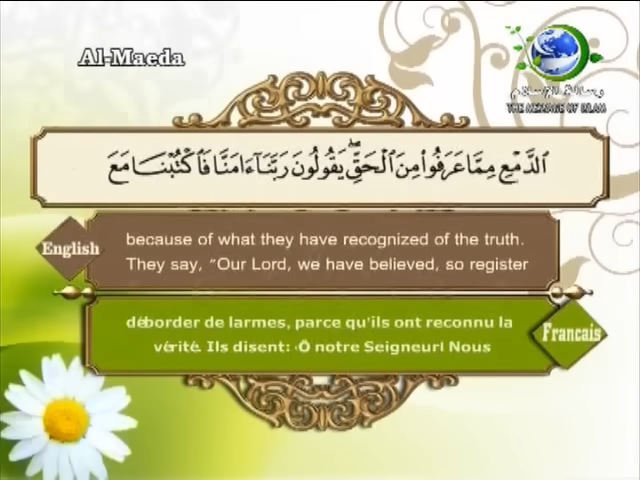 Al-Maeda
رسالة الإسلام
THE MESSAGE OF ISLAM
ٱلدَّمْعِ مِمَّا عَرَفُوا۟ مِنَ ٱلْحَقِّ ۖ يَقُولُونَ رَبَّنَآ ءَامَنَّا فَٱكْتُبْنَا مَعَ
English
because of what they have recognized of the truth.
They say, “Our Lord, we have believed, so register
déborder de larmes, parce qu'ils ont reconnu la
vérité. Ils disent: ·Ô notre Seigneur! Nous
Francais